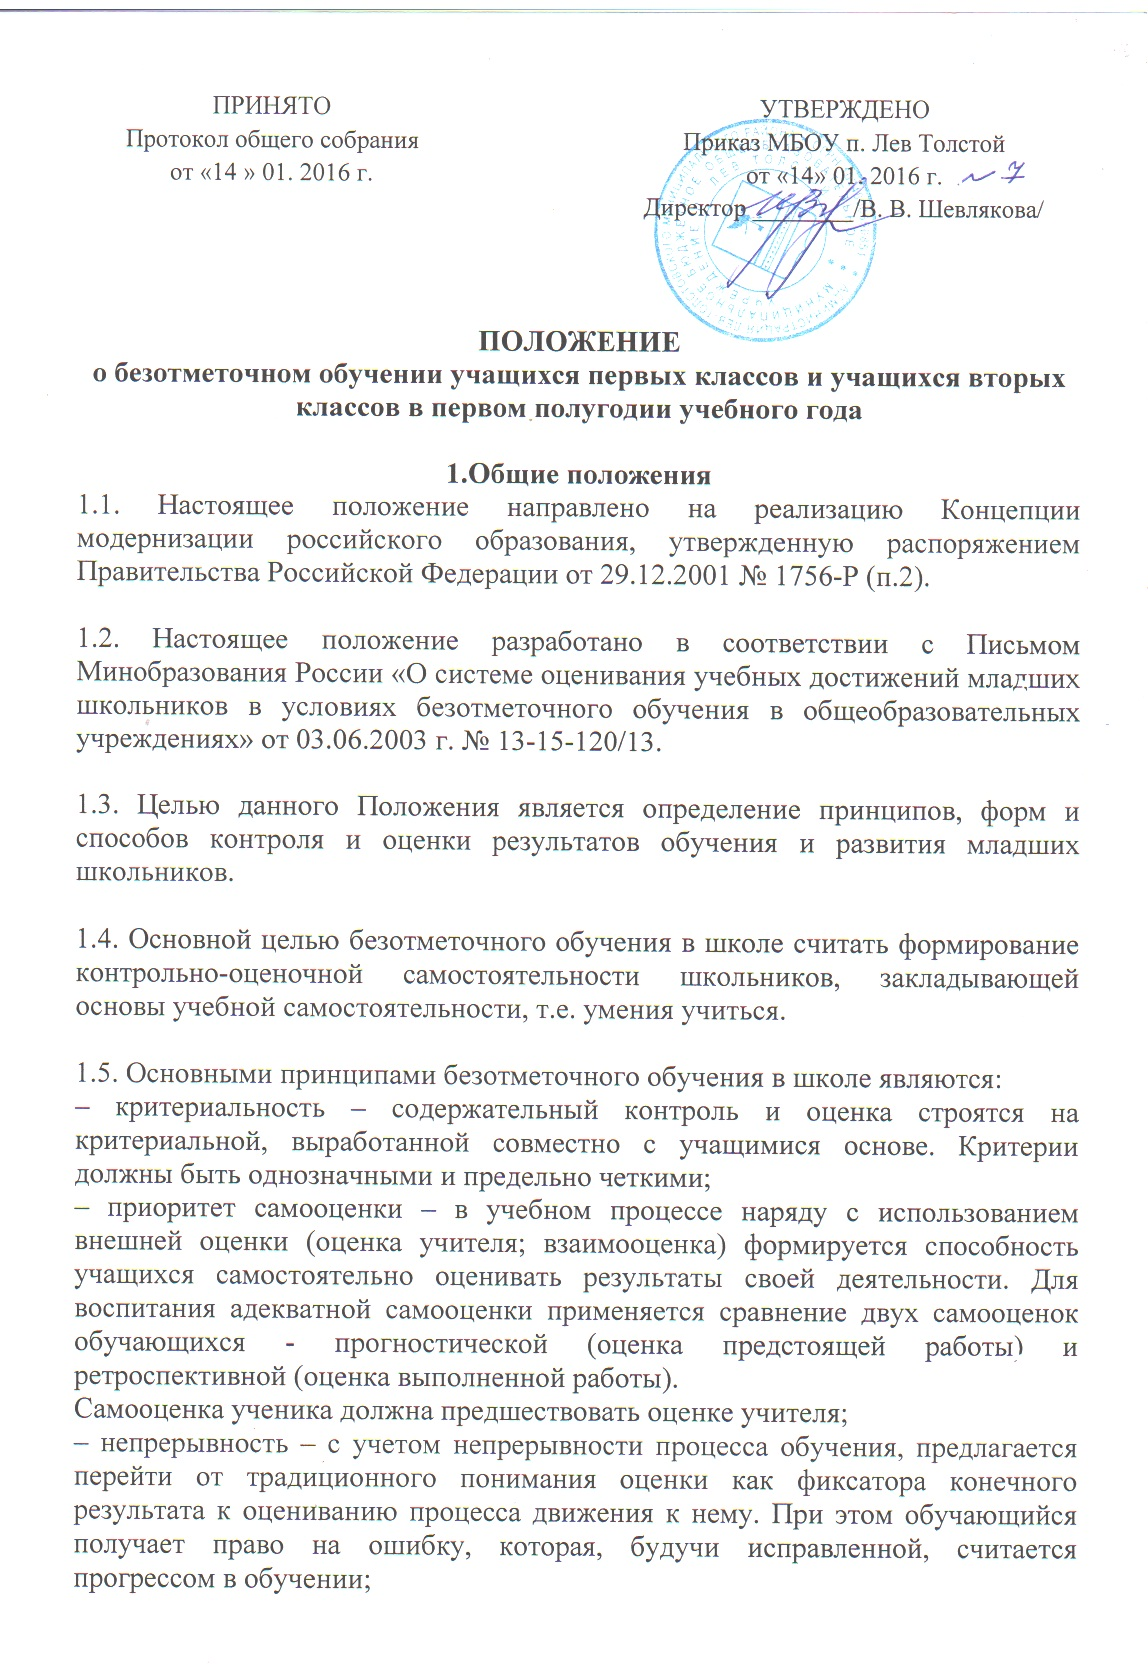 ПРИНЯТО
Протокол общего собрания
от «14 » 01. 2016 г.
УТВЕРЖДЕНО
Приказ МБОУ п. Лев Толстой
от «14» 01. 2016 г. № 7
Директор ________/В. В. Шевлякова/
ПОЛОЖЕНИЕ
о безотметочном обучении учащихся первых классов и учащихся вторых
классов в первом полугодии учебного года
1.Общие положения
1.1. Настоящее положение направлено на реализацию Концепции
модернизации российского образования, утвержденную распоряжением
Правительства Российской Федерации от 29.12.2001 № 1756-Р (п.2).
1.2. Настоящее положение разработано в соответствии с Письмом
Минобразования России «О системе оценивания учебных достижений младших
школьников в условиях безотметочного обучения в общеобразовательных
учреждениях» от 03.06.2003 г. № 13-15-120/13.
1.3. Целью данного Положения является определение принципов, форм и
способов контроля и оценки результатов обучения и развития младших
школьников.
1.4. Основной целью безотметочного обучения в школе считать формирование
контрольно-оценочной самостоятельности школьников, закладывающей
основы учебной самостоятельности, т.е. умения учиться.
1.5. Основными принципами безотметочного обучения в школе являются:
– критериальность – содержательный контроль и оценка строятся на
критериальной, выработанной совместно с учащимися основе. Критерии
должны быть однозначными и предельно четкими;
– приоритет самооценки – в учебном процессе наряду с использованием
внешней оценки (оценка учителя; взаимооценка) формируется способность
учащихся самостоятельно оценивать результаты своей деятельности. Для
воспитания адекватной самооценки применяется сравнение двух самооценок
обучающихся - прогностической (оценка предстоящей работы) и
ретроспективной (оценка выполненной работы).
Самооценка ученика должна предшествовать оценке учителя;
– непрерывность – с учетом непрерывности процесса обучения, предлагается
перейти от традиционного понимания оценки как фиксатора конечного
результата к оцениванию процесса движения к нему. При этом обучающийся
получает право на ошибку, которая, будучи исправленной, считается
прогрессом в обучении;